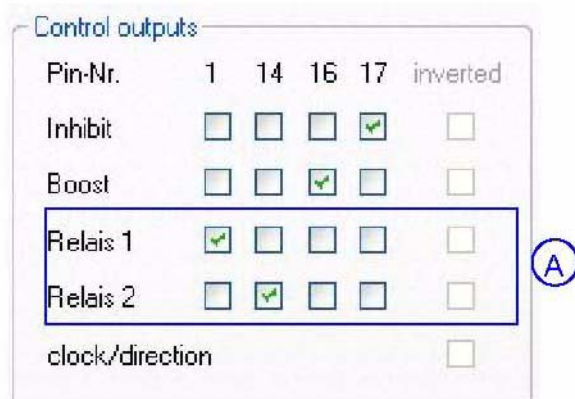 Control outputs
Pin-Nr. 1 14 16 17 inverted
Inhibit
Boost
Relais 1
A
Relais 2
clock/direction